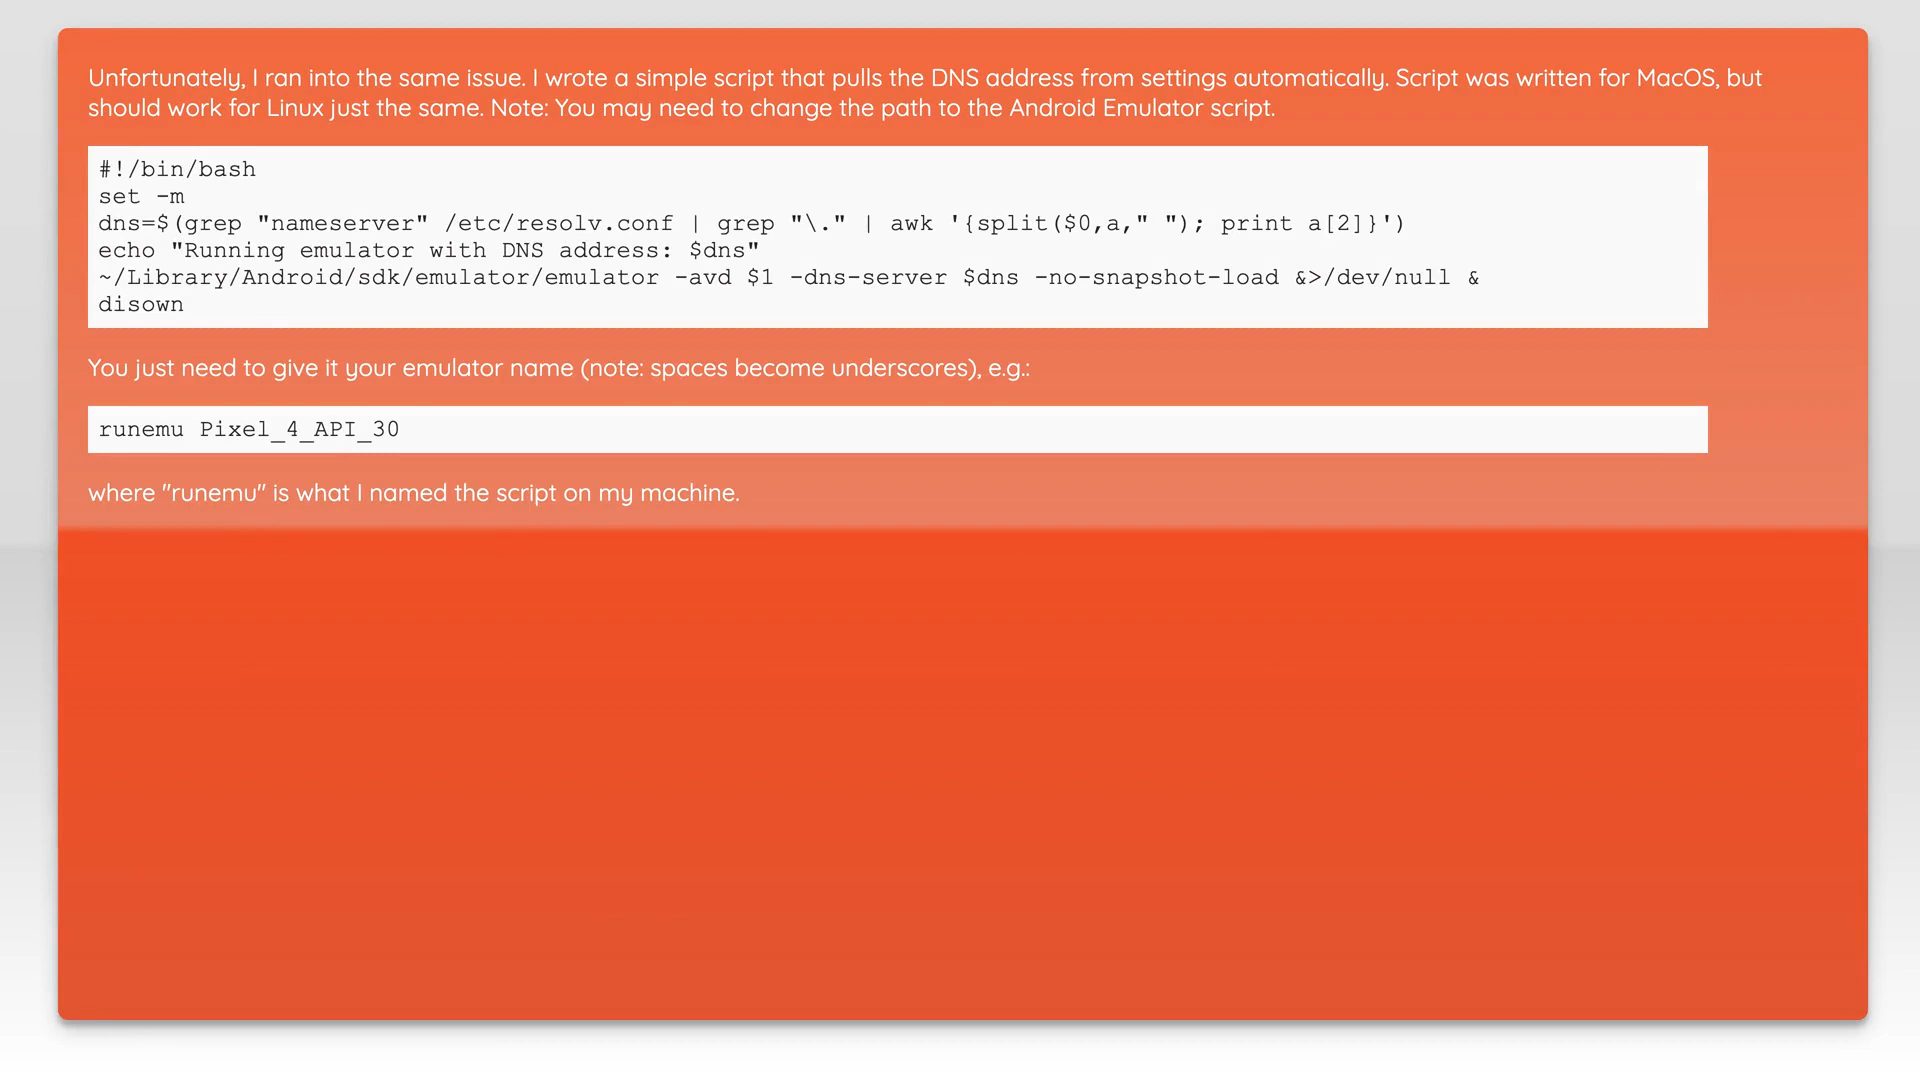 Unfortunately, I ran into the same issue. I wrote a simple script that pulls the DNS address from settings automatically. Script was written for MacOS, but
should work for Linux just the same. Note: You may need to change the path to the Android Emulator script.
#!/bin/bash
set -m
dns=$(grep "nameserver" /etc/resolv.conf | grep "\." | awk '{split($0,a," "); print a[2]}')
echo "Running emulator with DNS address: $dns"
~/Library/Android/sdk/emulator/emulator -avd $1 -dns-server $dns -no-snapshot-load &>/dev/null &
disown
You just need to give it your emulator name (note: spaces become underscores), e.g.:
runemu Pixel_4_API_30
where "runemu" is what I named the script on my machine.